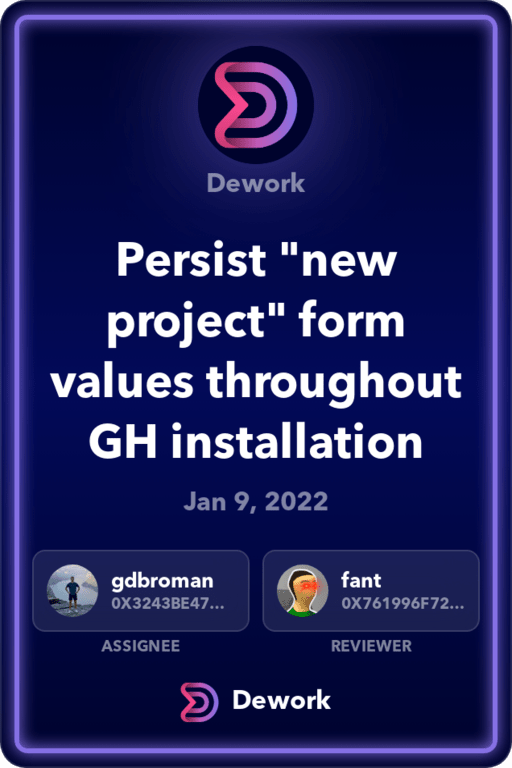 Dework
Persist "new
project" form
values throughout
GH installation
Jan 9, 2022
gdbroman
0X3243BE47...
fant
0X761996F72...
ASSIGNEE
REVIEWER
Dework